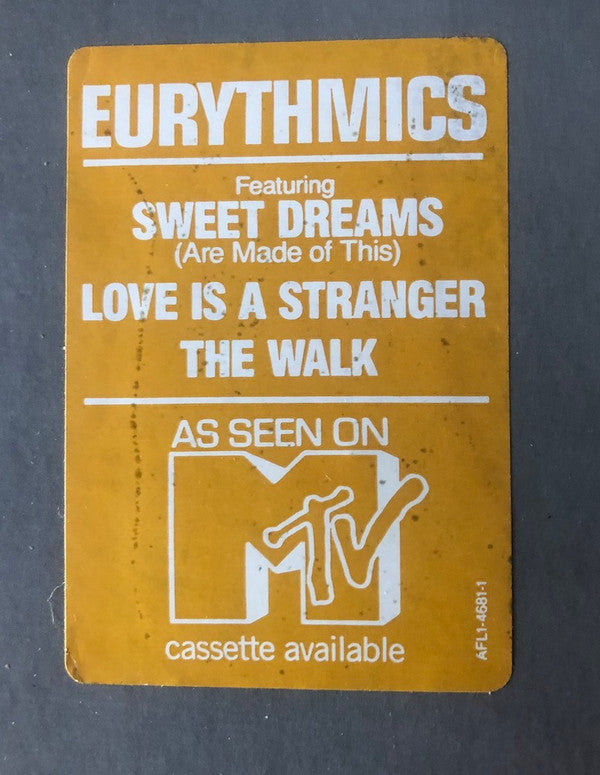 EURYTHMICS
Featuring
SWEET DREAMS
(Are Made of This)
LOVE IS A STRANGER
THE WALK
AS SEEN ON
MTV
cassette available
AFL1-4681-1